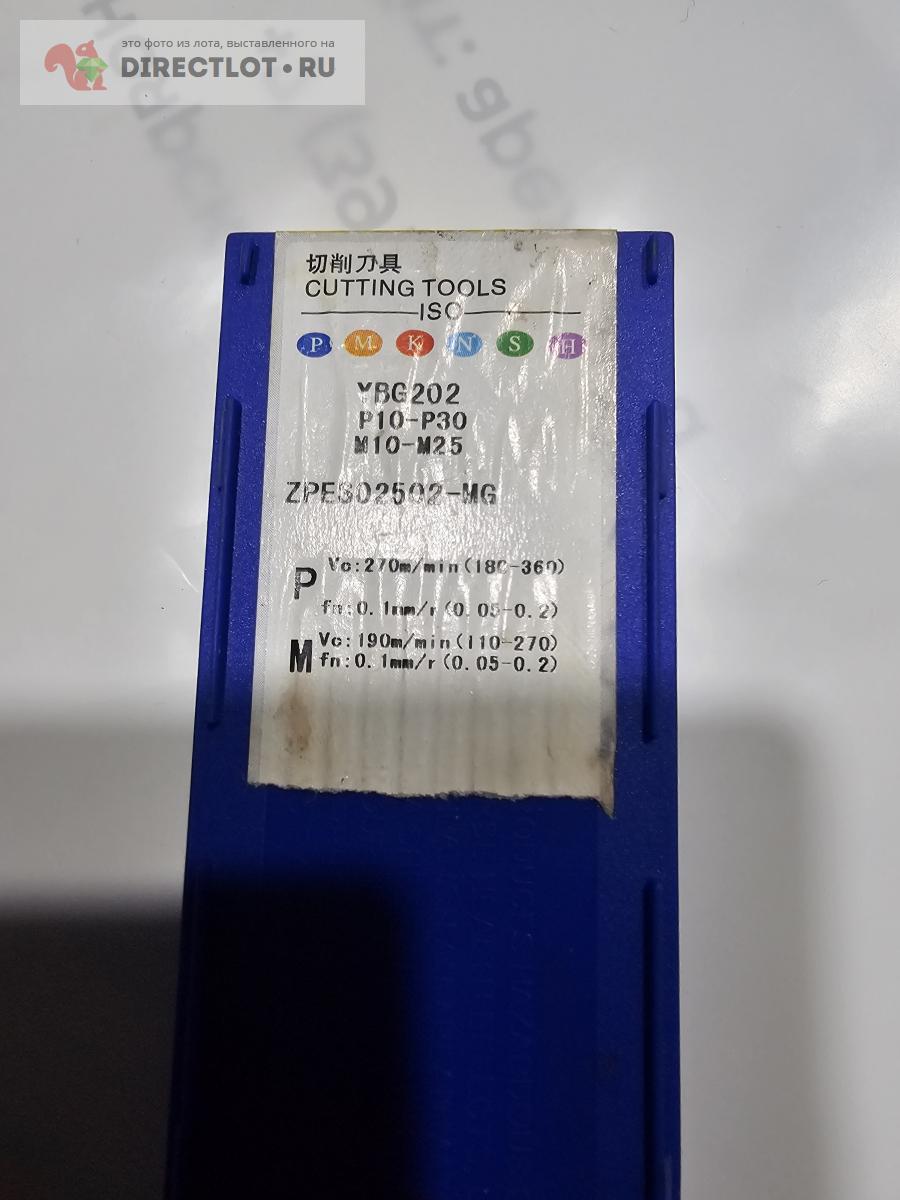 это фото из лота, выставленного на
DIRECTLOT.RU
切削刀具
CUTTING TOOLS
ISO
P M K N S H
YBG202
P10-P30
M10-M25
ZPES02502-MG
P
Vc:270m/min(180-360)
fn:0.1mm/r(0.05-0.2)
M
Vc:190m/min(110-270)
fn:0.1mm/r(0.05-0.2)